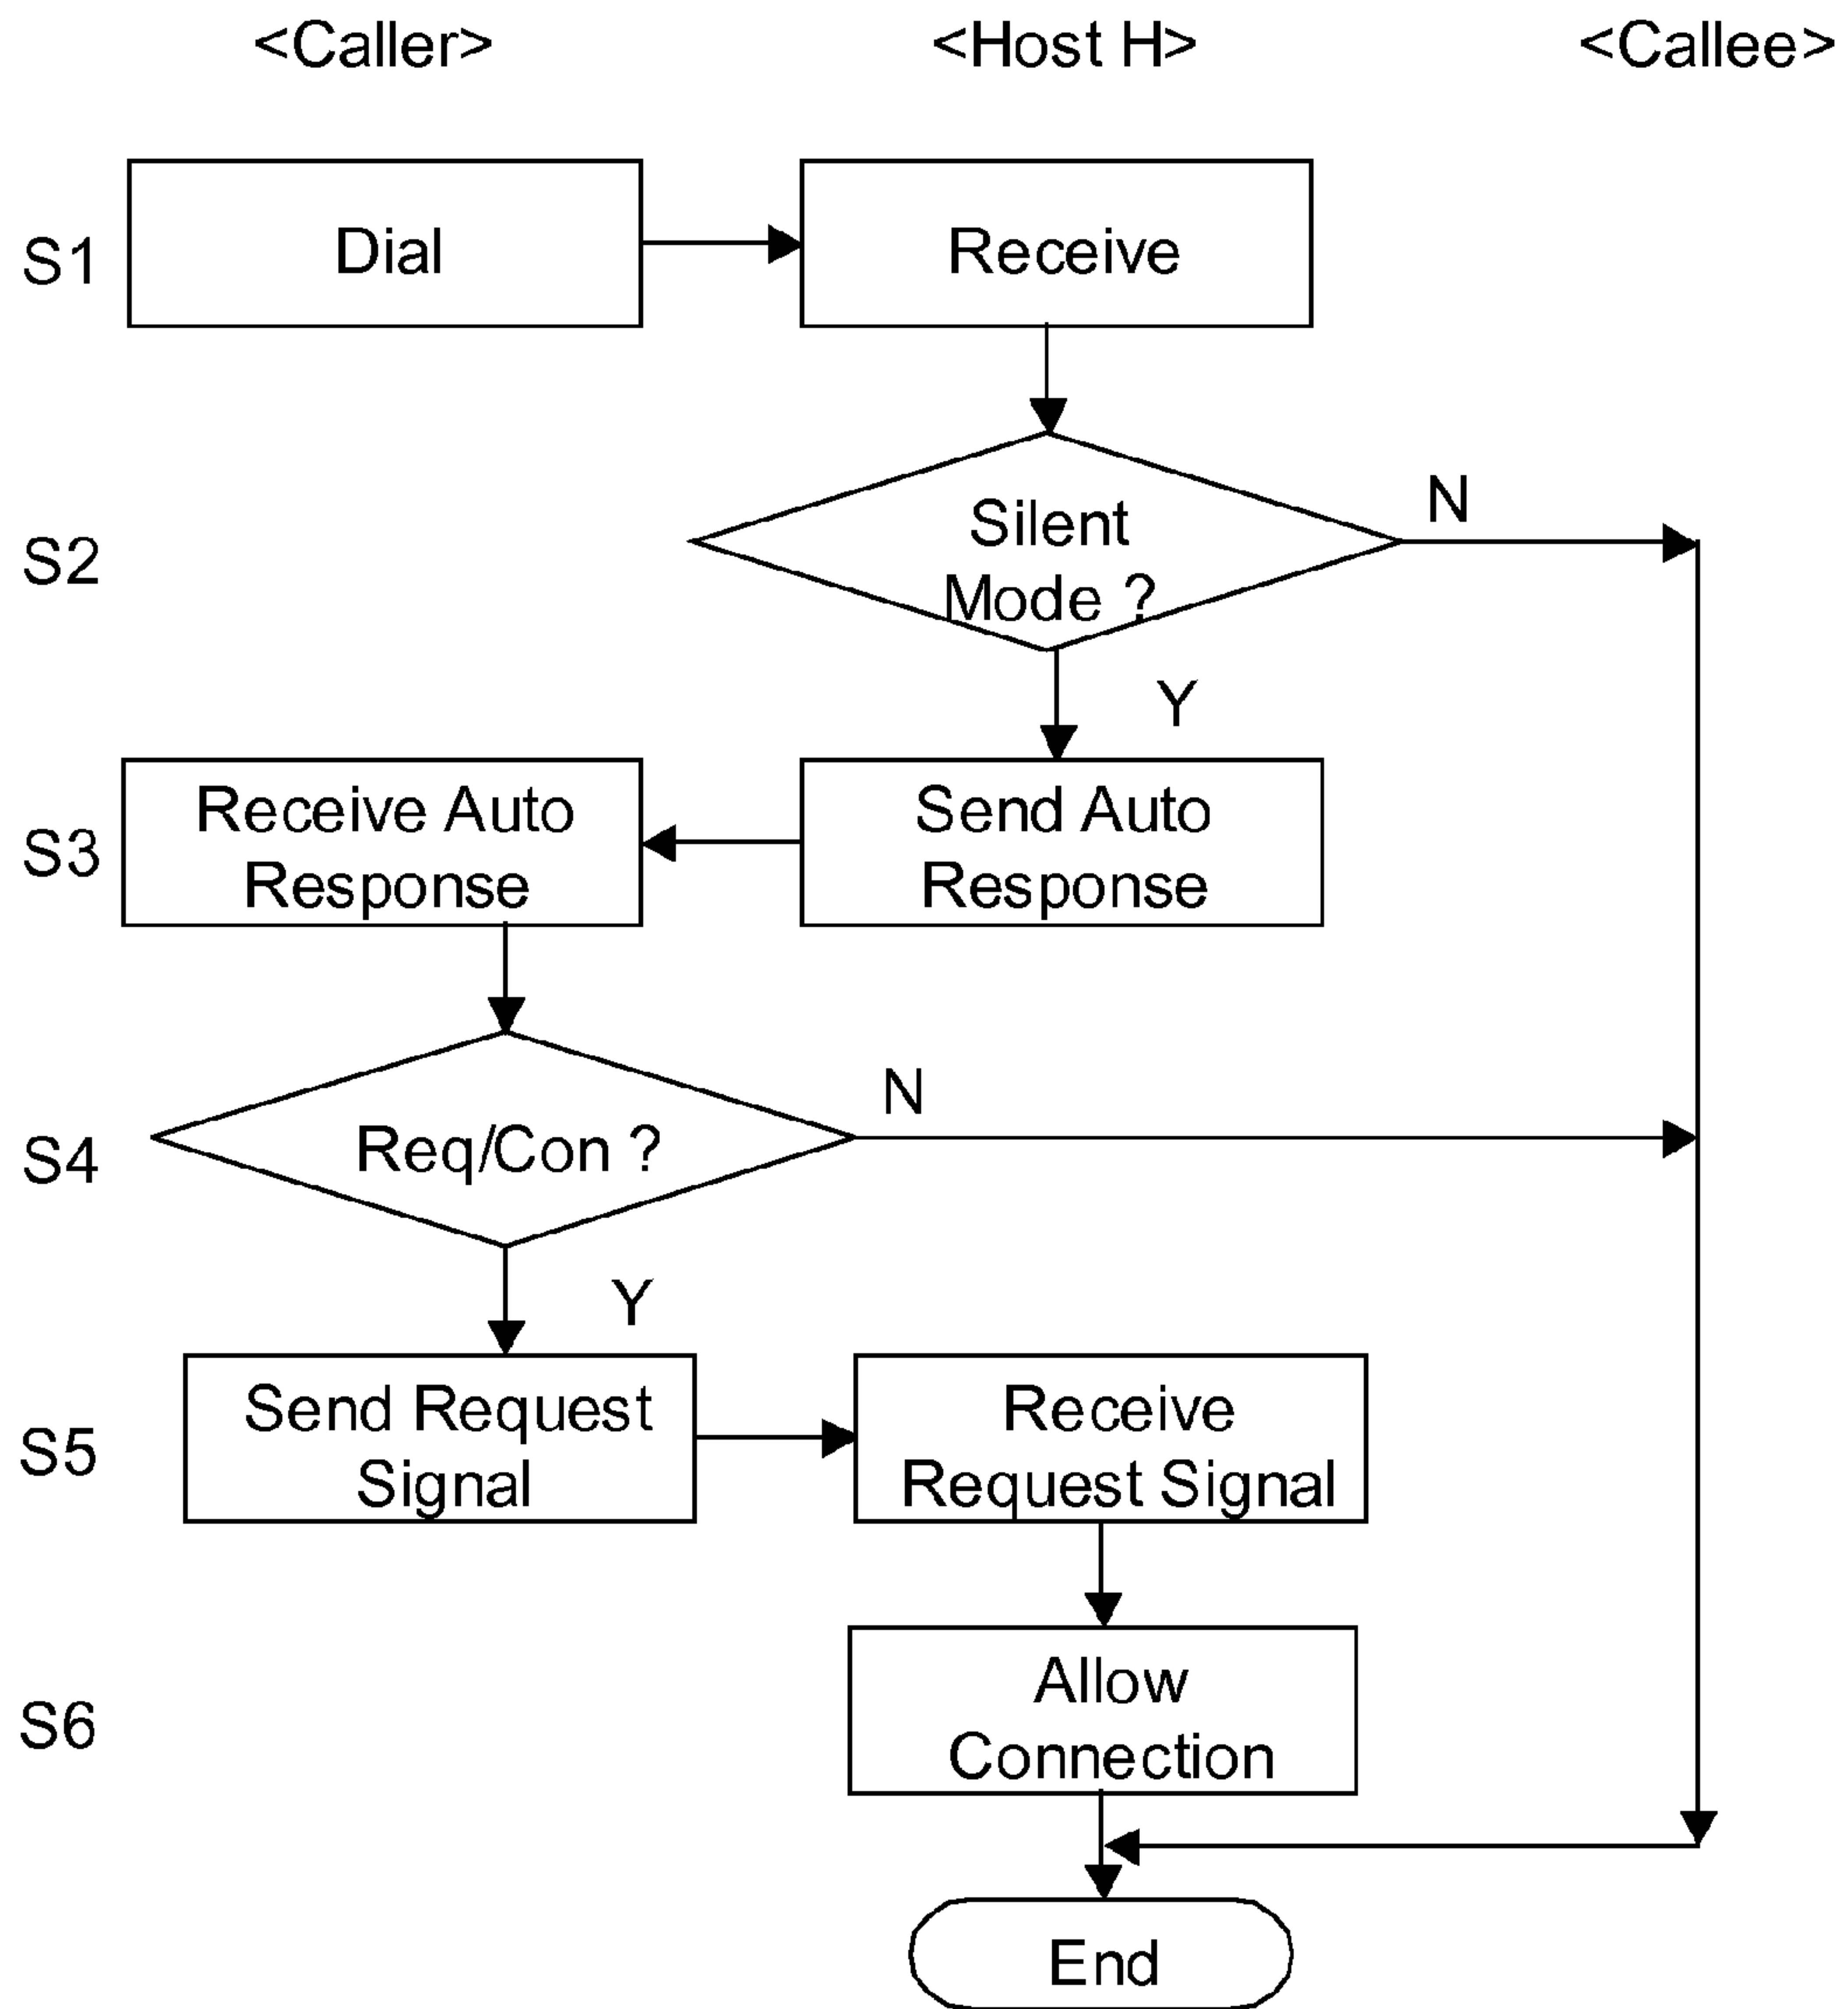 <Caller> <Host H> <Callee>
S1 Dial Receive
S2 Silent
Mode ?
N
Y
S3 Receive Auto
Response
Send Auto
Response
S4 Req/Con ?
N
Y
S5 Send Request
Signal
Receive
Request Signal
S6 Allow
Connection
End